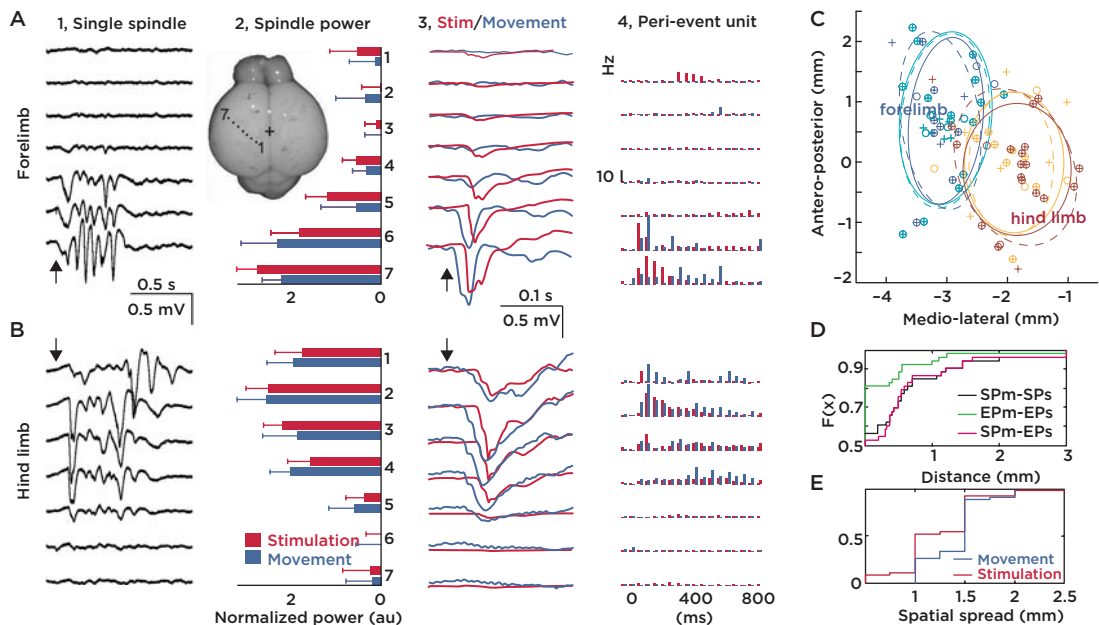 A
1, Single spindle
2, Spindle power
3, Stim/Movement
4, Peri-event unit
Forelimb
7
1
+
1
2
3
4
5
6
7
2
0
0.5 s
0.5 mV
0.1 s
0.5 mV
Hz
10
B
Hind limb
1
2
3
4
5
6
7
Stimulation
Movement
2
0
Normalized power (au)
0
400
800
(ms)
C
Antero-posterior (mm)
2
1
0
−1
−2
forelimb
hind limb
−4
−3
−2
−1
Medio-lateral (mm)
D
F(x)
0.9
0.7
0.5
SPm-SPs
EPm-EPs
SPm-EPs
0
1
2
3
Distance (mm)
E
0.5
0
Movement
Stimulation
0.5
1.0
1.5
2.0
2.5
Spatial spread (mm)